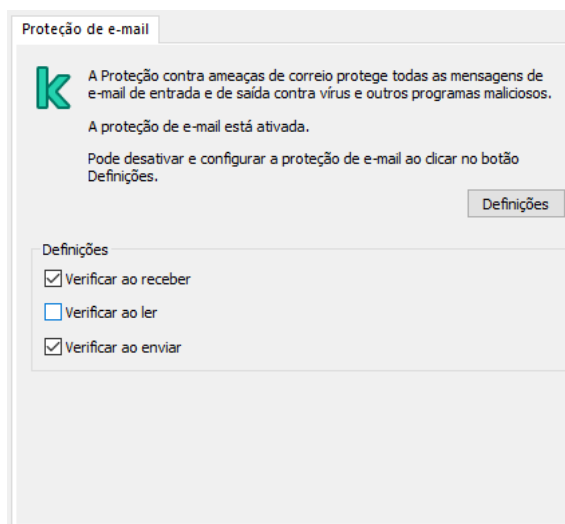 Proteção de e-mail
A Proteção contra ameaças de correio protege todas as mensagens de
e-mail de entrada e de saída contra vírus e outros programas maliciosos.
A proteção de e-mail está ativada.
Pode desativar e configurar a proteção de e-mail ao clicar no botão
Definições.
Definições
Definições
Verificar ao receber
Verificar ao ler
Verificar ao enviar